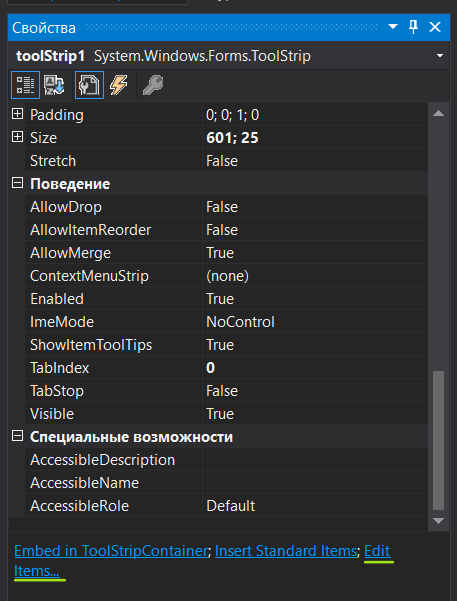 Свойства
toolStrip1 System.Windows.Forms.ToolStrip
Padding 0; 0; 1; 0
Size 601; 25
Stretch False
Поведение
AllowDrop False
AllowItemReorder False
AllowMerge True
ContextMenuStrip (none)
Enabled True
ImeMode NoControl
ShowItemToolTips True
TabIndex 0
TabStop False
Visible True
Специальные возможности
AccessibleDescription
AccessibleName
AccessibleRole Default
Embed in ToolStripContainer; Insert Standard Items; Edit
Items...